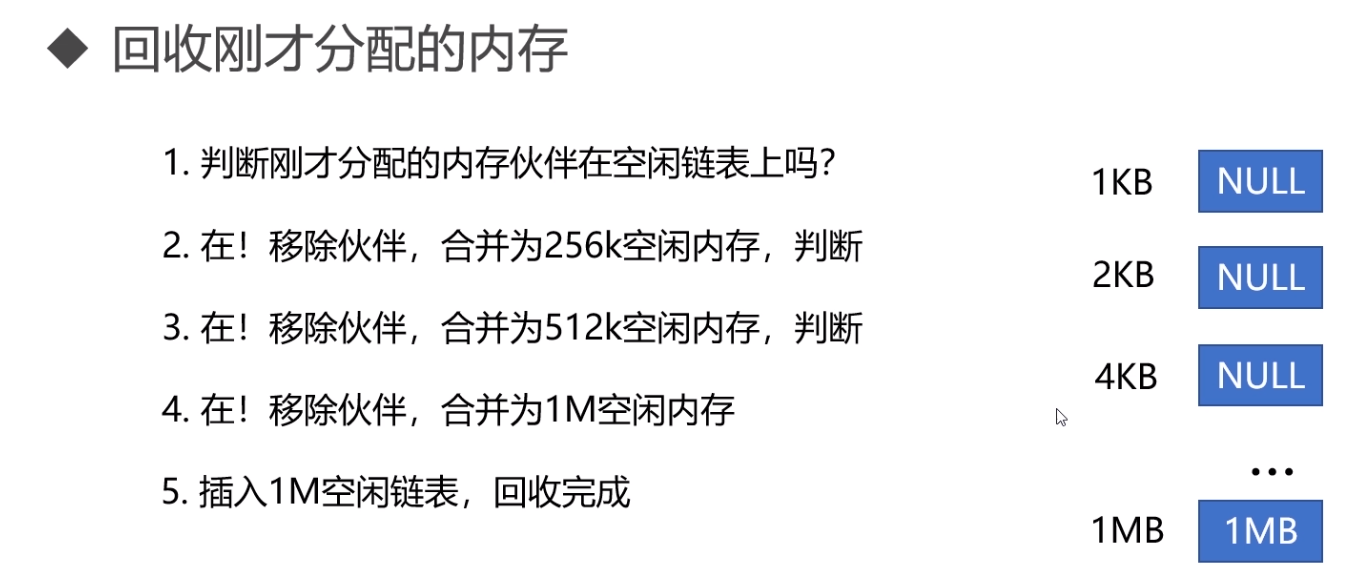 ◆ 回收刚才分配的内存
1. 判断刚才分配的内存伙伴在空闲链表上吗？
2. 在！移除伙伴，合并为256k空闲内存，判断
3. 在！移除伙伴，合并为512k空闲内存，判断
4. 在！移除伙伴，合并为1M空闲内存
5. 插入1M空闲链表，回收完成
1KB NULL
2KB NULL
4KB NULL
...
1MB 1MB